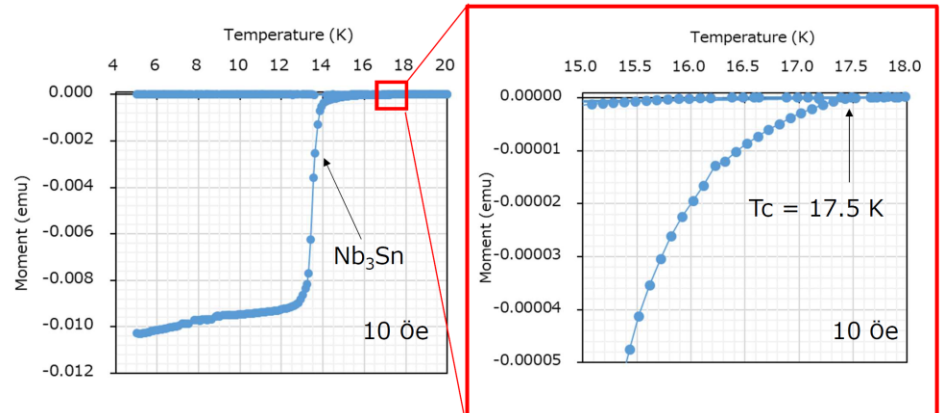 Temperature (K)
4 6 8 10 12 14 16 18 20
0.000
-0.002
-0.004
-0.006
-0.008
-0.010
-0.012
Moment (emu)
Nb₃Sn
10 Öe
Temperature (K)
15.0 15.5 16.0 16.5 17.0 17.5 18.0
0.00000
-0.00001
-0.00002
-0.00003
-0.00004
-0.00005
Moment (emu)
Tc = 17.5 K
10 Öe